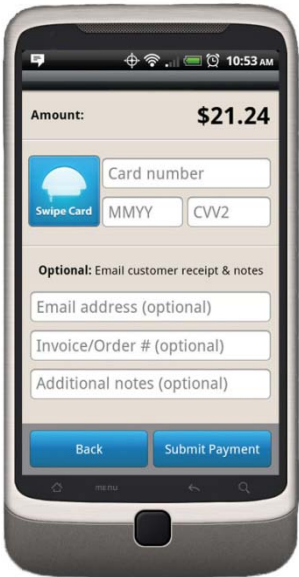 10:53 AM
Amount: $21.24
Card number
Swipe Card MMYY CVV2
Optional: Email customer receipt & notes
Email address (optional)
Invoice/Order # (optional)
Additional notes (optional)
Back Submit Payment
MENU